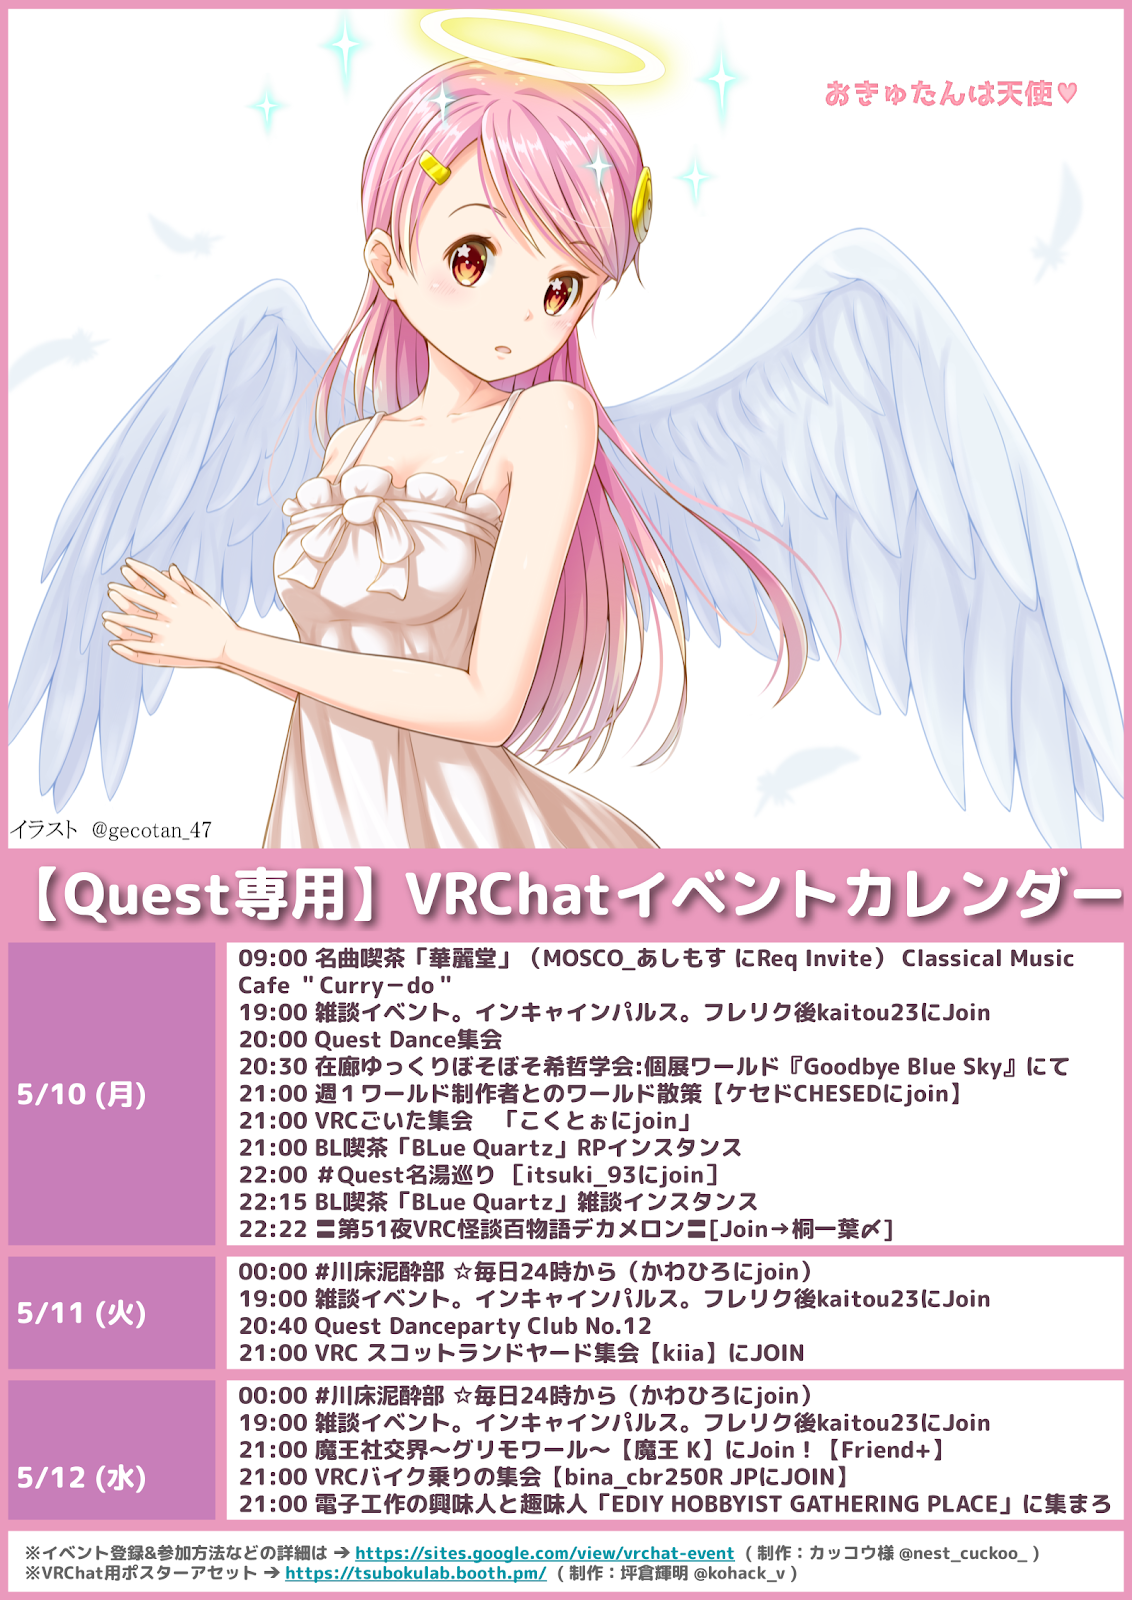 おきゅたんは天使♥
イラスト @gecotan_47
【Quest専用】VRChatイベントカレンダー
5/10 (月)
09:00 名曲喫茶「華麗堂」（MOSCO_あしもす にReq Invite） Classical Music
Cafe ＂Curry－do＂
19:00 雑談イベント。インキャインパルス。フレリク後kaitou23にJoin
20:00 Quest Dance集会
20:30 在廊ゆっくりぼそぼそ希哲学会:個展ワールド『Goodbye Blue Sky』にて
21:00 週１ワールド制作者とのワールド散策【ケセドCHESEDにjoin】
21:00 VRCごいた集会　「こくとぉにjoin」
21:00 BL喫茶「BLue Quartz」RPインスタンス
22:00 ＃Quest名湯巡り ［itsuki_93にjoin］
22:15 BL喫茶「BLue Quartz」雑談インスタンス
22:22 〓第51夜VRC怪談百物語デカメロン〓[Join→桐一葉〆]
5/11 (火)
00:00 #川床泥酔部 ☆毎日24時から（かわひろにjoin）
19:00 雑談イベント。インキャインパルス。フレリク後kaitou23にJoin
20:40 Quest Danceparty Club No.12
21:00 VRC スコットランドヤード集会【kiia】にJOIN
5/12 (水)
00:00 #川床泥酔部 ☆毎日24時から（かわひろにjoin）
19:00 雑談イベント。インキャインパルス。フレリク後kaitou23にJoin
21:00 魔王社交界～グリモワール～【魔王 K】にJoin！【Friend+】
21:00 VRCバイク乗りの集会【bina_cbr250R JPにJOIN】
21:00 電子工作の興味人と趣味人「EDIY HOBBYIST GATHERING PLACE」に集まろ
※イベント登録&参加方法などの詳細は → https://sites.google.com/view/vrchat-event ( 制作：カッコウ様 @nest_cuckoo_ )
※VRChat用ポスターアセット → https://tsubokulab.booth.pm/ ( 制作：坪倉輝明 @kohack_v )